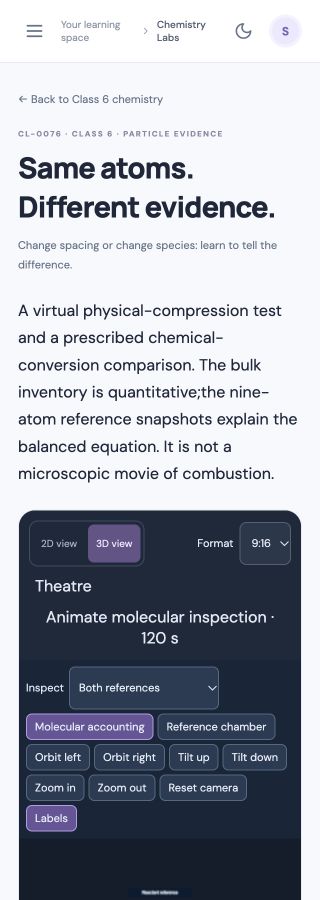 Your learning space
Chemistry Labs
S
← Back to Class 6 chemistry
CL-0076 · CLASS 6 · PARTICLE EVIDENCE
Same atoms.
Different evidence.
Change spacing or change species: learn to tell the
difference.
A virtual physical-compression test
and a prescribed chemical-
conversion comparison. The bulk
inventory is quantitative;the nine-
atom reference snapshots explain the
balanced equation. It is not a
microscopic movie of combustion.
2D view 3D view Format 9:16
Theatre
Animate molecular inspection ·
120 s
Inspect Both references
Molecular accounting Reference chamber
Orbit left Orbit right Tilt up Tilt down
Zoom in Zoom out Reset camera
Labels